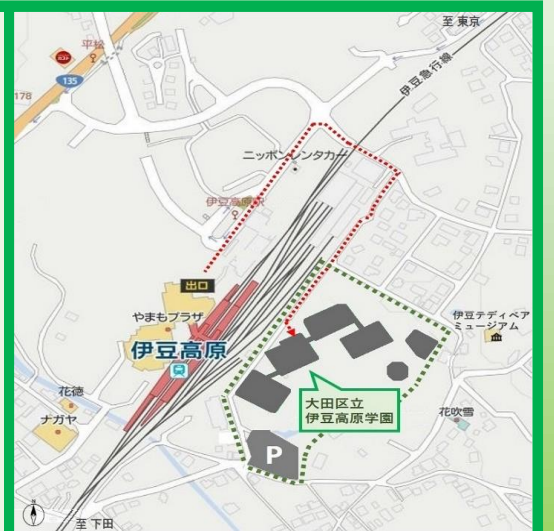 至 東京
平松
135
178
伊豆急行線
ニッポンレンタカー
伊豆高原駅
出口
やまもプラザ
伊豆高原
伊豆テディベア
ミュージアム
大田区立
伊豆高原学園
花徳
ナガヤ
花吹雪
P
至 下田